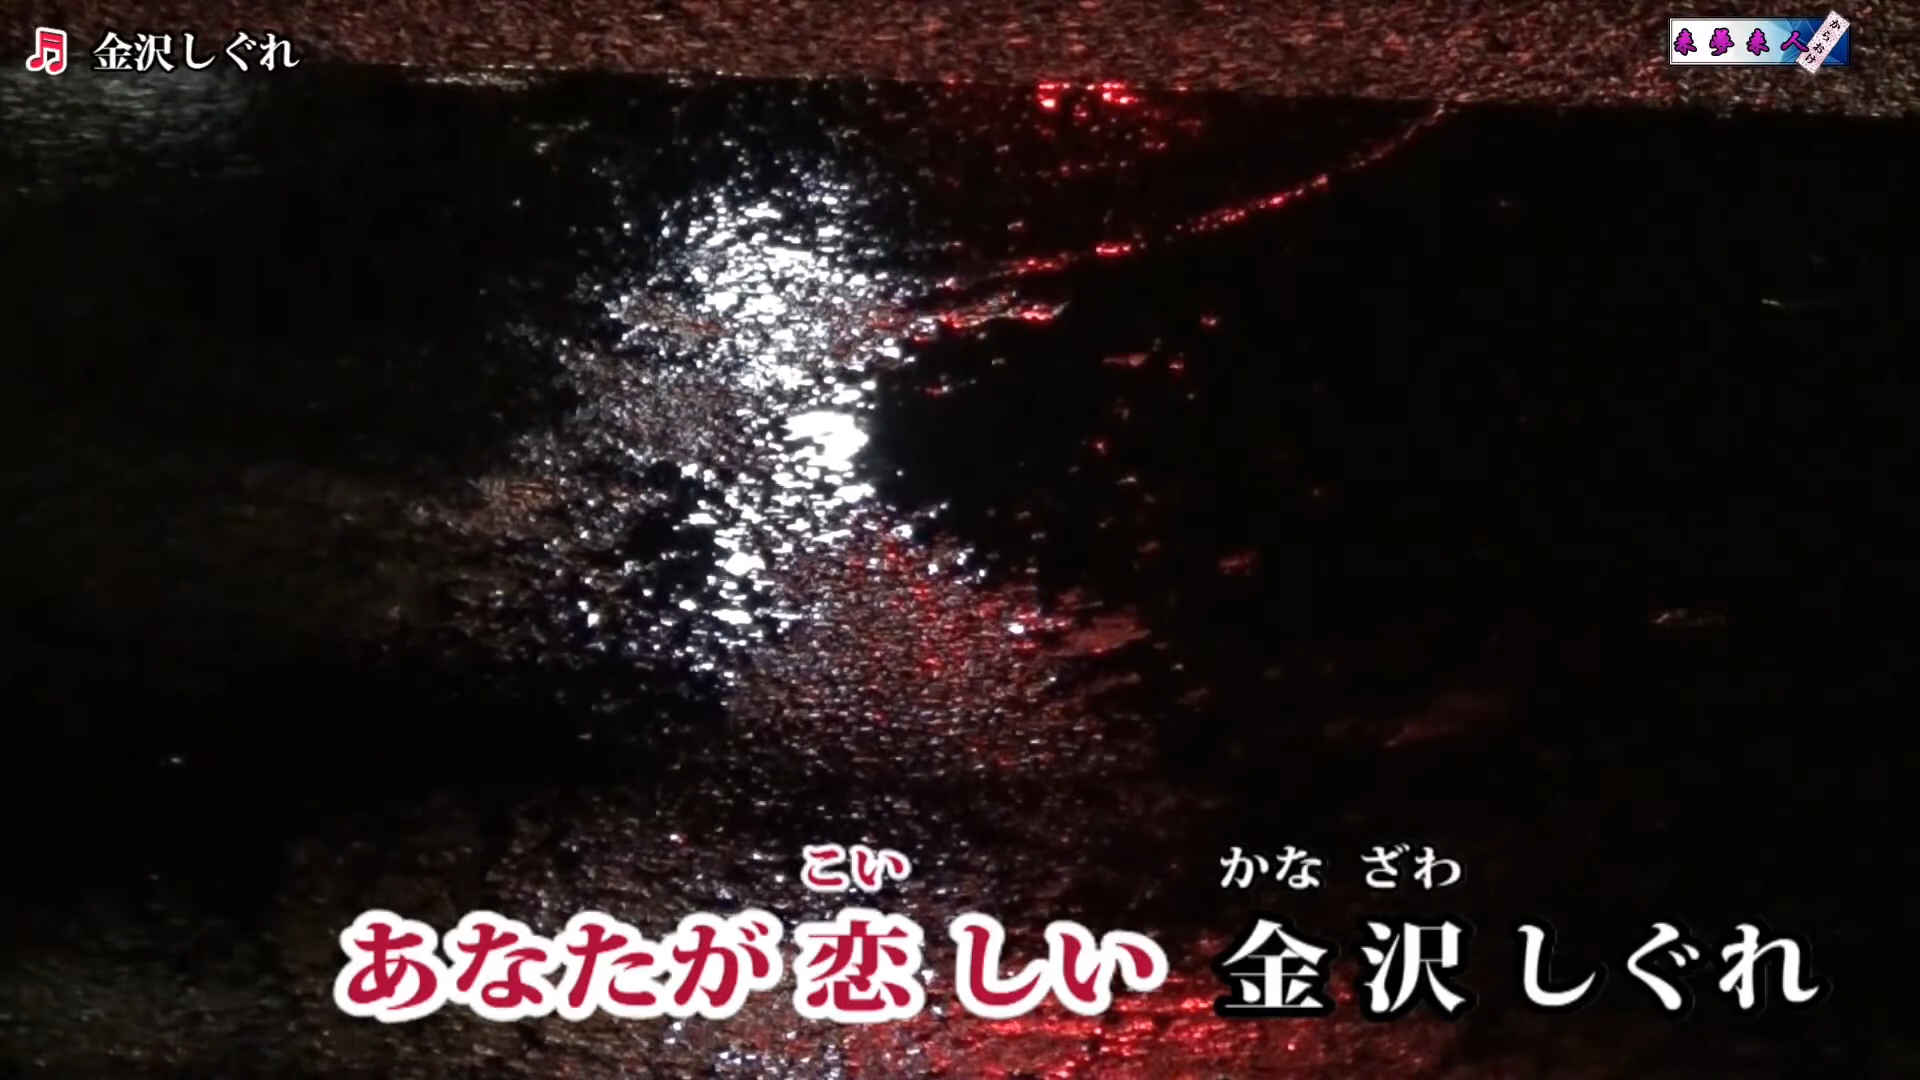 金沢しぐれ
来夢来人
からおけ
こい かなざわ
あなたが恋しい 金沢しぐれ